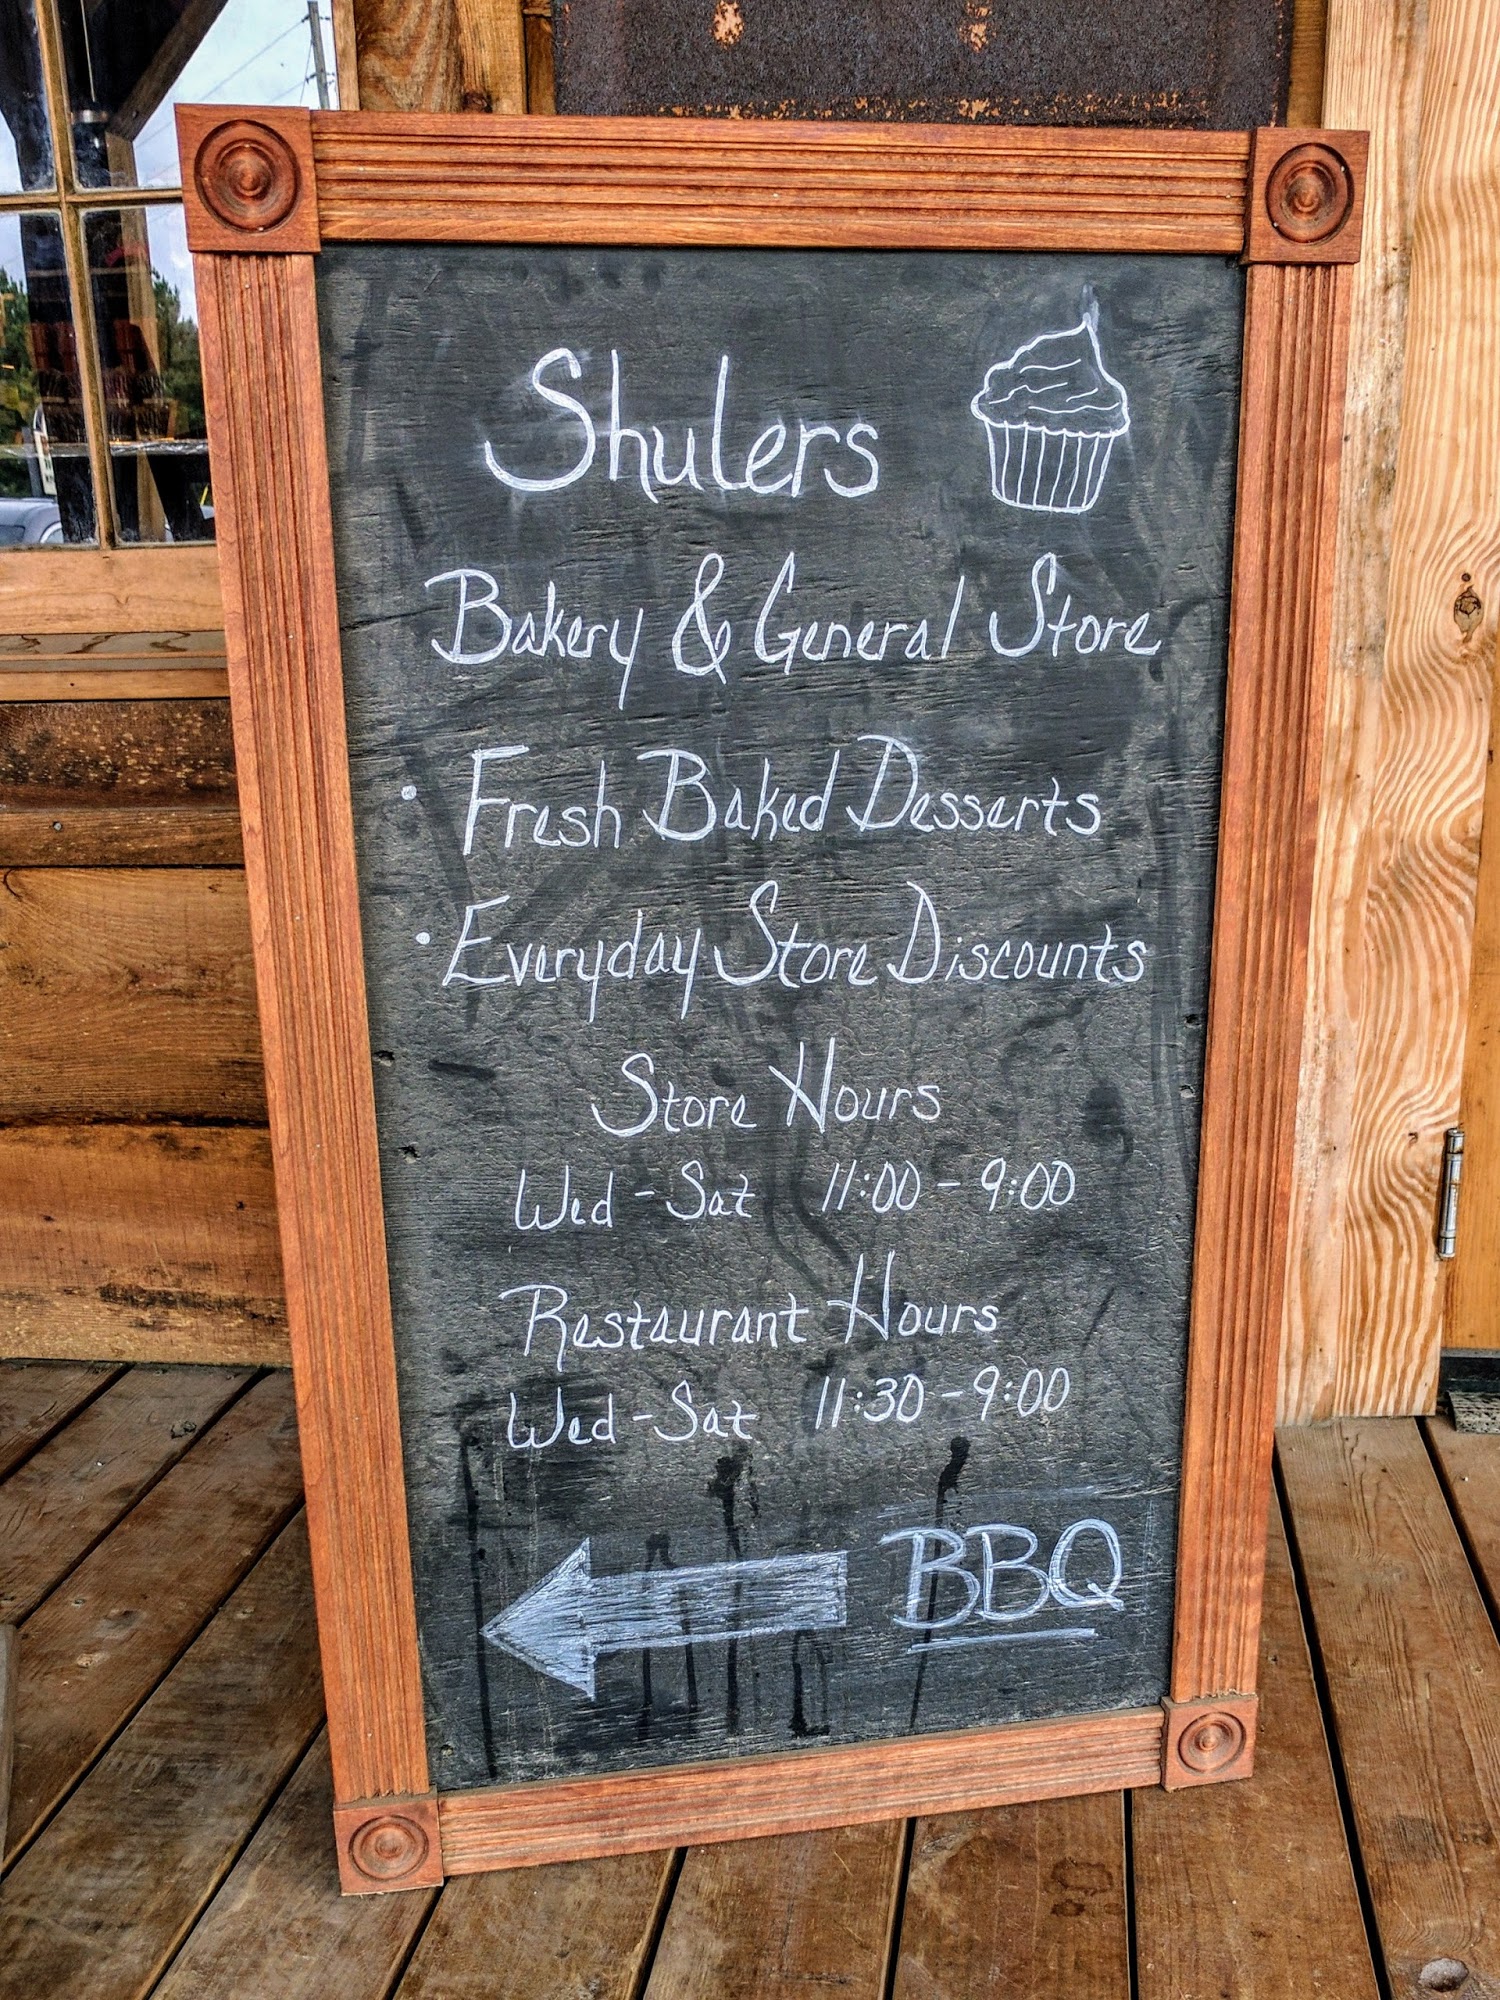 Shulers
Bakery & General Store
• Fresh Baked Desserts
• Everyday Store Discounts
Store Hours
Wed - Sat 11:00 - 9:00
Restaurant Hours
Wed - Sat 11:30 - 9:00
BBQ